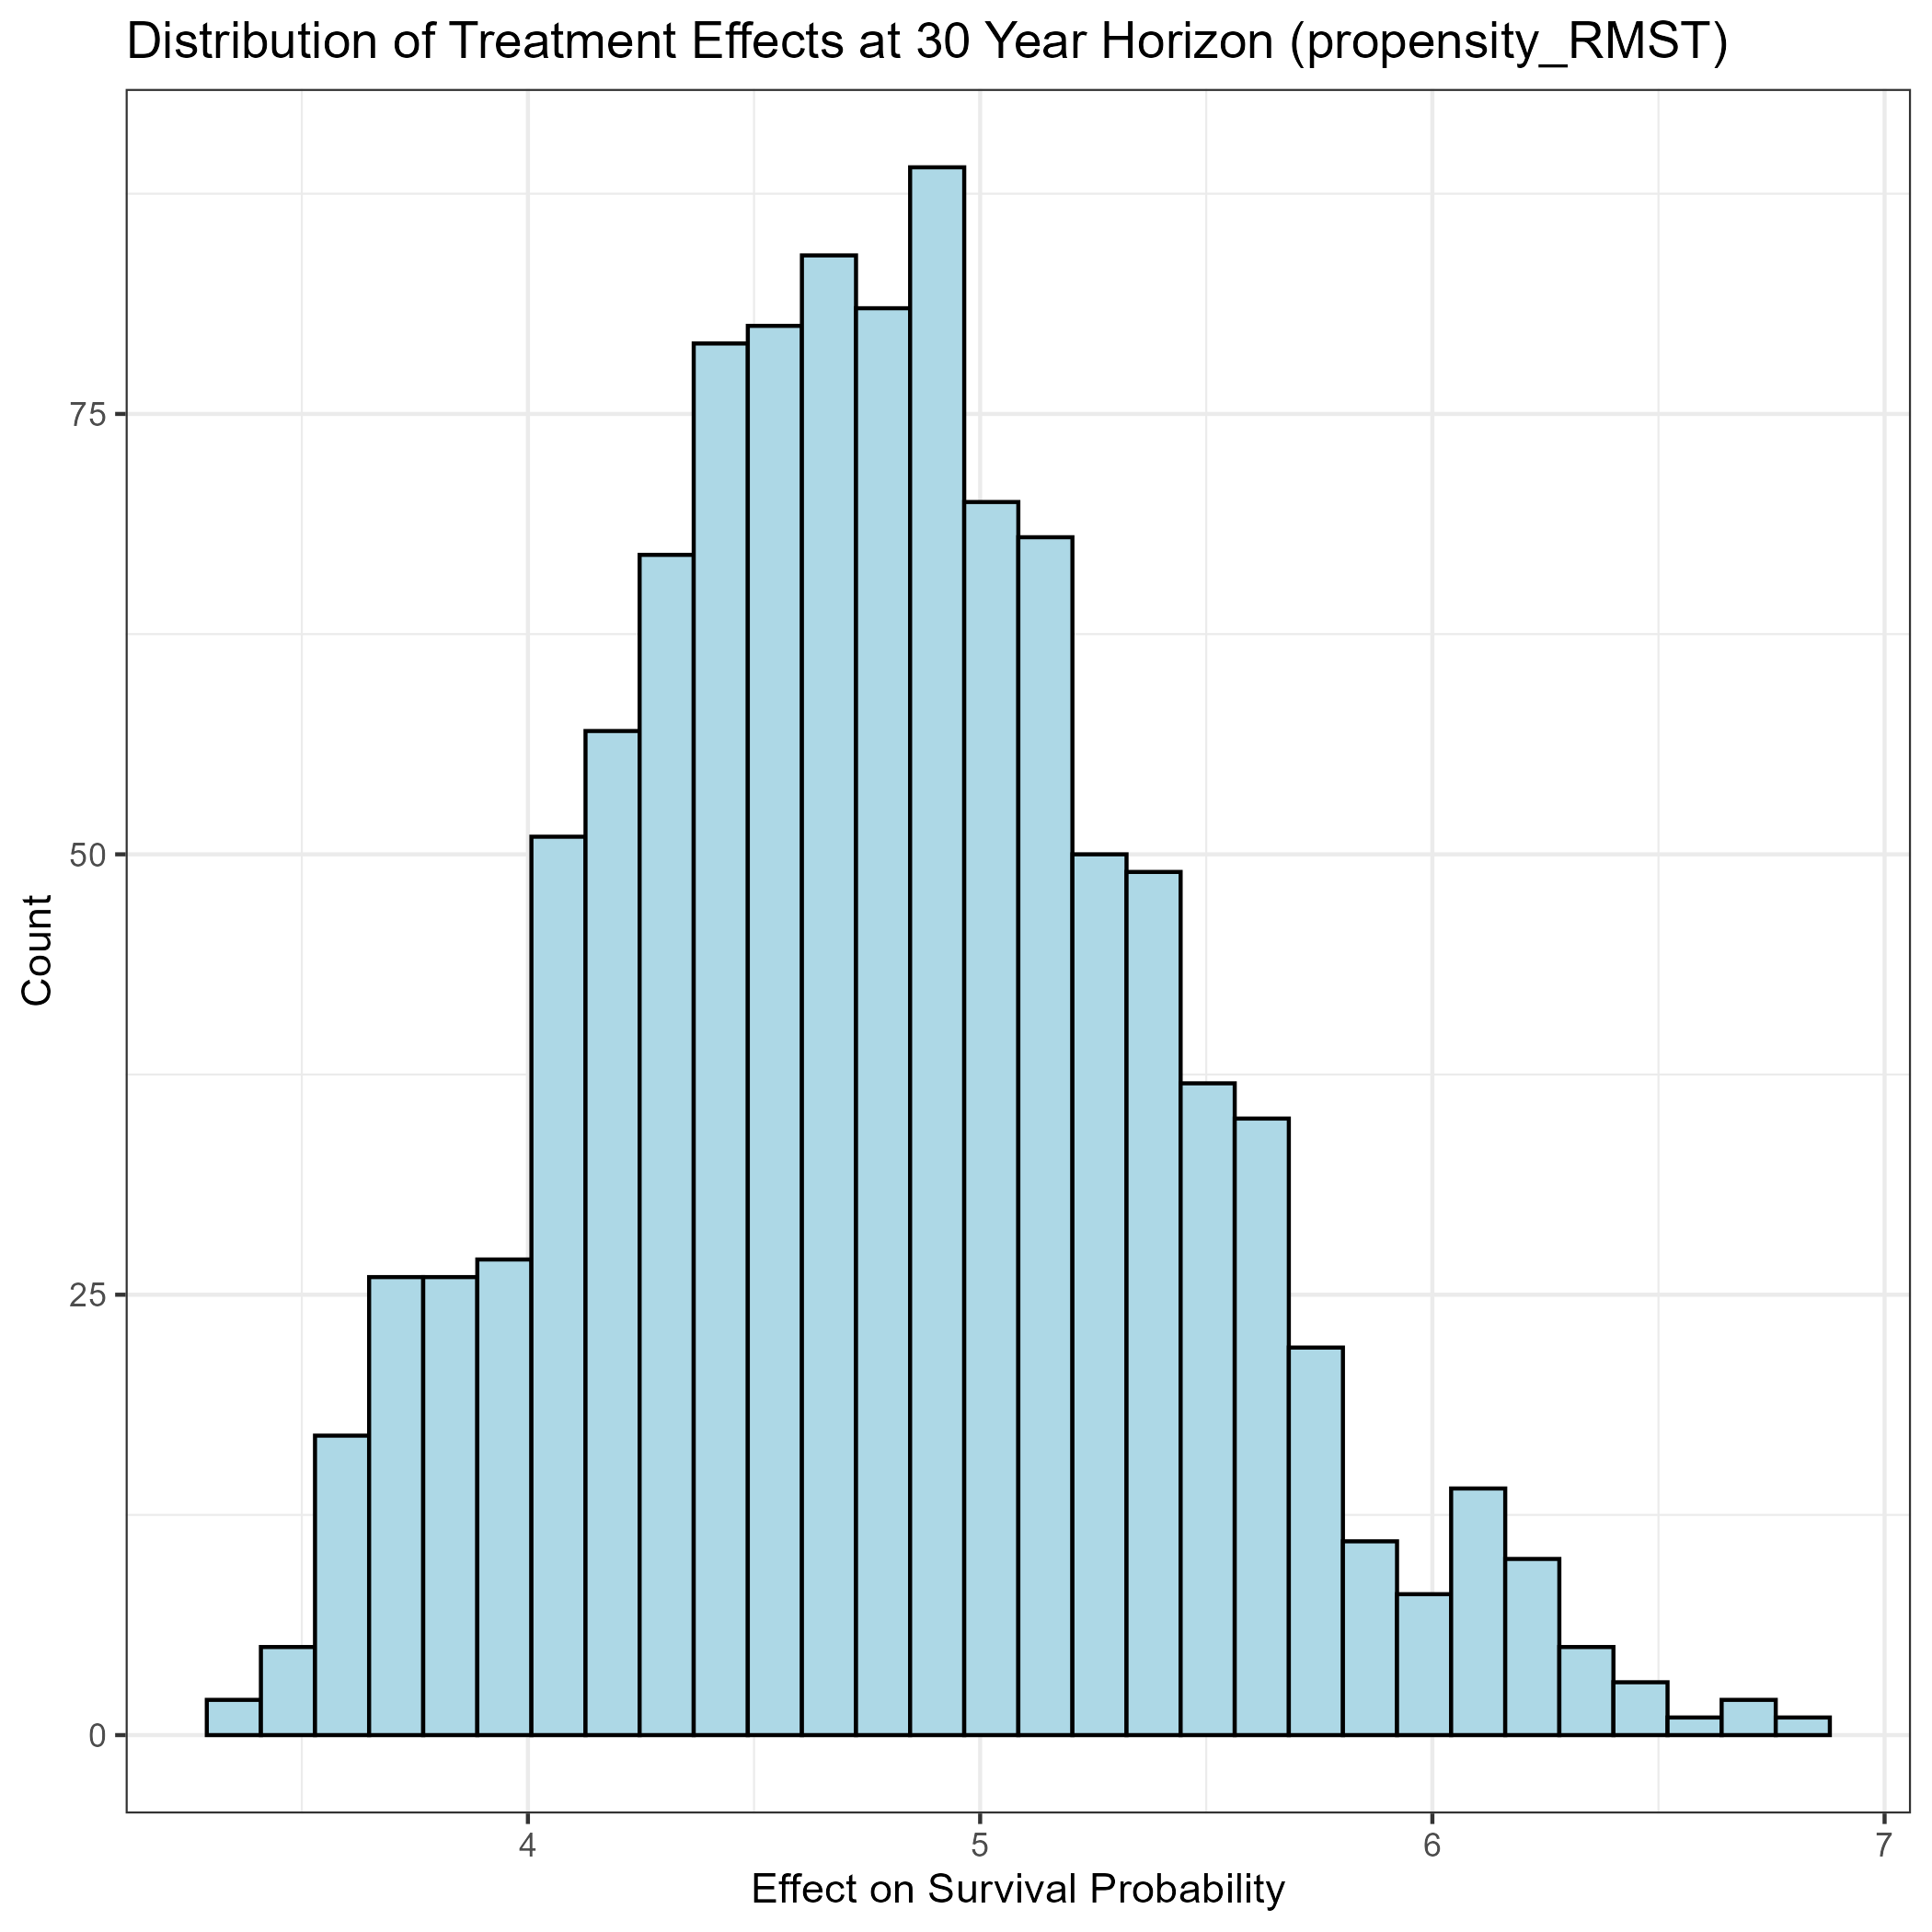 Distribution of Treatment Effects at 30 Year Horizon (propensity_RMST)
Count
75
50
25
0
4 5 6 7
Effect on Survival Probability